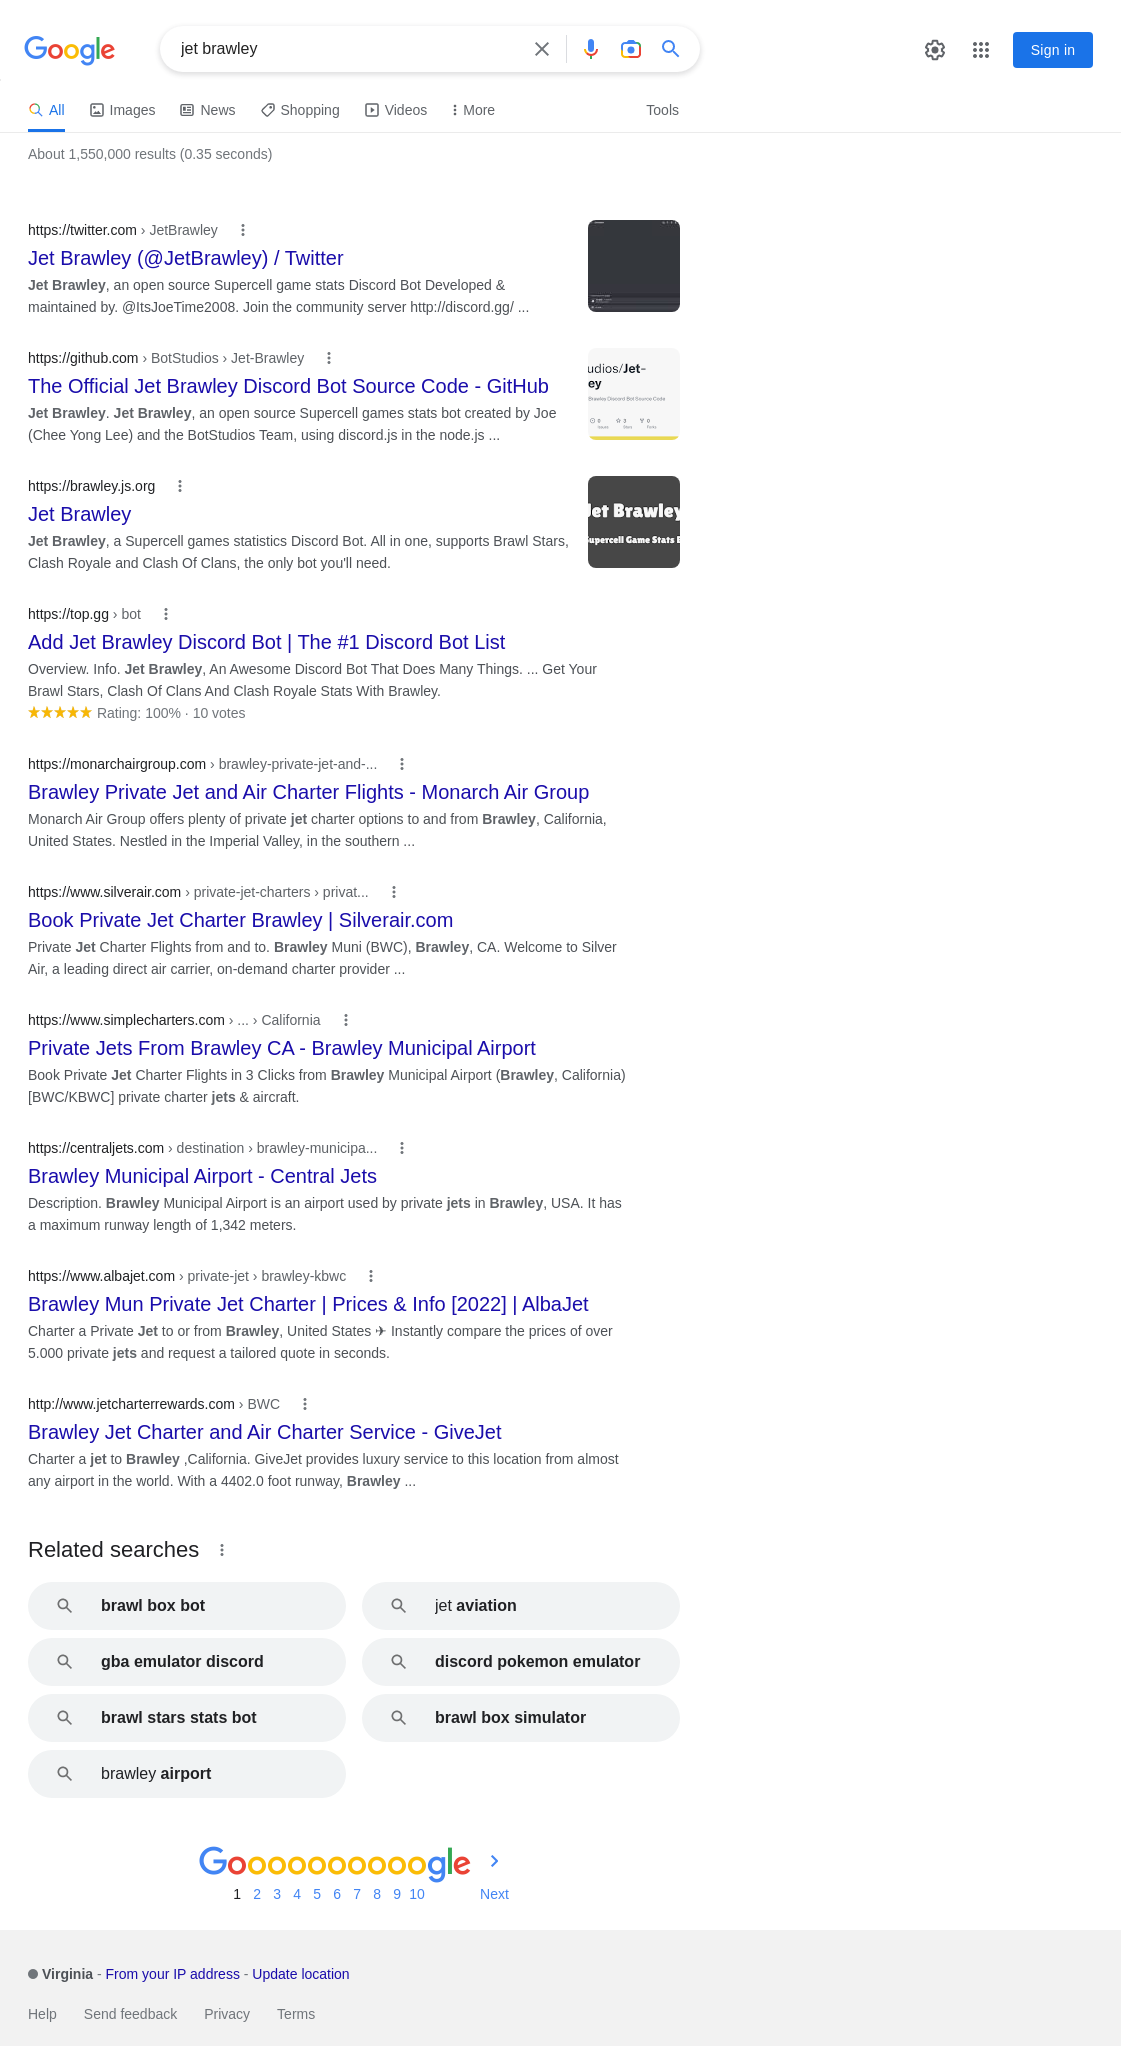 Google
jet brawley
Sign in
All Images News Shopping Videos More Tools
About 1,550,000 results (0.35 seconds)
https://twitter.com › JetBrawley
Jet Brawley (@JetBrawley) / Twitter
Jet Brawley, an open source Supercell game stats Discord Bot Developed &
maintained by. @ItsJoeTime2008. Join the community server http://discord.gg/ ...
https://github.com › BotStudios › Jet-Brawley
The Official Jet Brawley Discord Bot Source Code - GitHub
Jet Brawley. Jet Brawley, an open source Supercell games stats bot created by Joe
(Chee Yong Lee) and the BotStudios Team, using discord.js in the node.js ...
udios/Jet-
ey
Brawley Discord Bot Source Code
https://brawley.js.org
Jet Brawley
Jet Brawley, a Supercell games statistics Discord Bot. All in one, supports Brawl Stars,
Clash Royale and Clash Of Clans, the only bot you'll need.
Jet Brawley
Supercell Game Stats B
https://top.gg › bot
Add Jet Brawley Discord Bot | The #1 Discord Bot List
Overview. Info. Jet Brawley, An Awesome Discord Bot That Does Many Things. ... Get Your
Brawl Stars, Clash Of Clans And Clash Royale Stats With Brawley.
Rating: 100% · 10 votes
https://monarchairgroup.com › brawley-private-jet-and-...
Brawley Private Jet and Air Charter Flights - Monarch Air Group
Monarch Air Group offers plenty of private jet charter options to and from Brawley, California,
United States. Nestled in the Imperial Valley, in the southern ...
https://www.silverair.com › private-jet-charters › privat...
Book Private Jet Charter Brawley | Silverair.com
Private Jet Charter Flights from and to. Brawley Muni (BWC), Brawley, CA. Welcome to Silver
Air, a leading direct air carrier, on-demand charter provider ...
https://www.simplecharters.com › ... › California
Private Jets From Brawley CA - Brawley Municipal Airport
Book Private Jet Charter Flights in 3 Clicks from Brawley Municipal Airport (Brawley, California)
[BWC/KBWC] private charter jets & aircraft.
https://centraljets.com › destination › brawley-municipa...
Brawley Municipal Airport - Central Jets
Description. Brawley Municipal Airport is an airport used by private jets in Brawley, USA. It has
a maximum runway length of 1,342 meters.
https://www.albajet.com › private-jet › brawley-kbwc
Brawley Mun Private Jet Charter | Prices & Info [2022] | AlbaJet
Charter a Private Jet to or from Brawley, United States ✈ Instantly compare the prices of over
5.000 private jets and request a tailored quote in seconds.
http://www.jetcharterrewards.com › BWC
Brawley Jet Charter and Air Charter Service - GiveJet
Charter a jet to Brawley ,California. GiveJet provides luxury service to this location from almost
any airport in the world. With a 4402.0 foot runway, Brawley ...
Related searches
brawl box bot
jet aviation
gba emulator discord
discord pokemon emulator
brawl stars stats bot
brawl box simulator
brawley airport
Goooooooooogle
1 2 3 4 5 6 7 8 9 10 Next
Virginia - From your IP address - Update location
Help Send feedback Privacy Terms